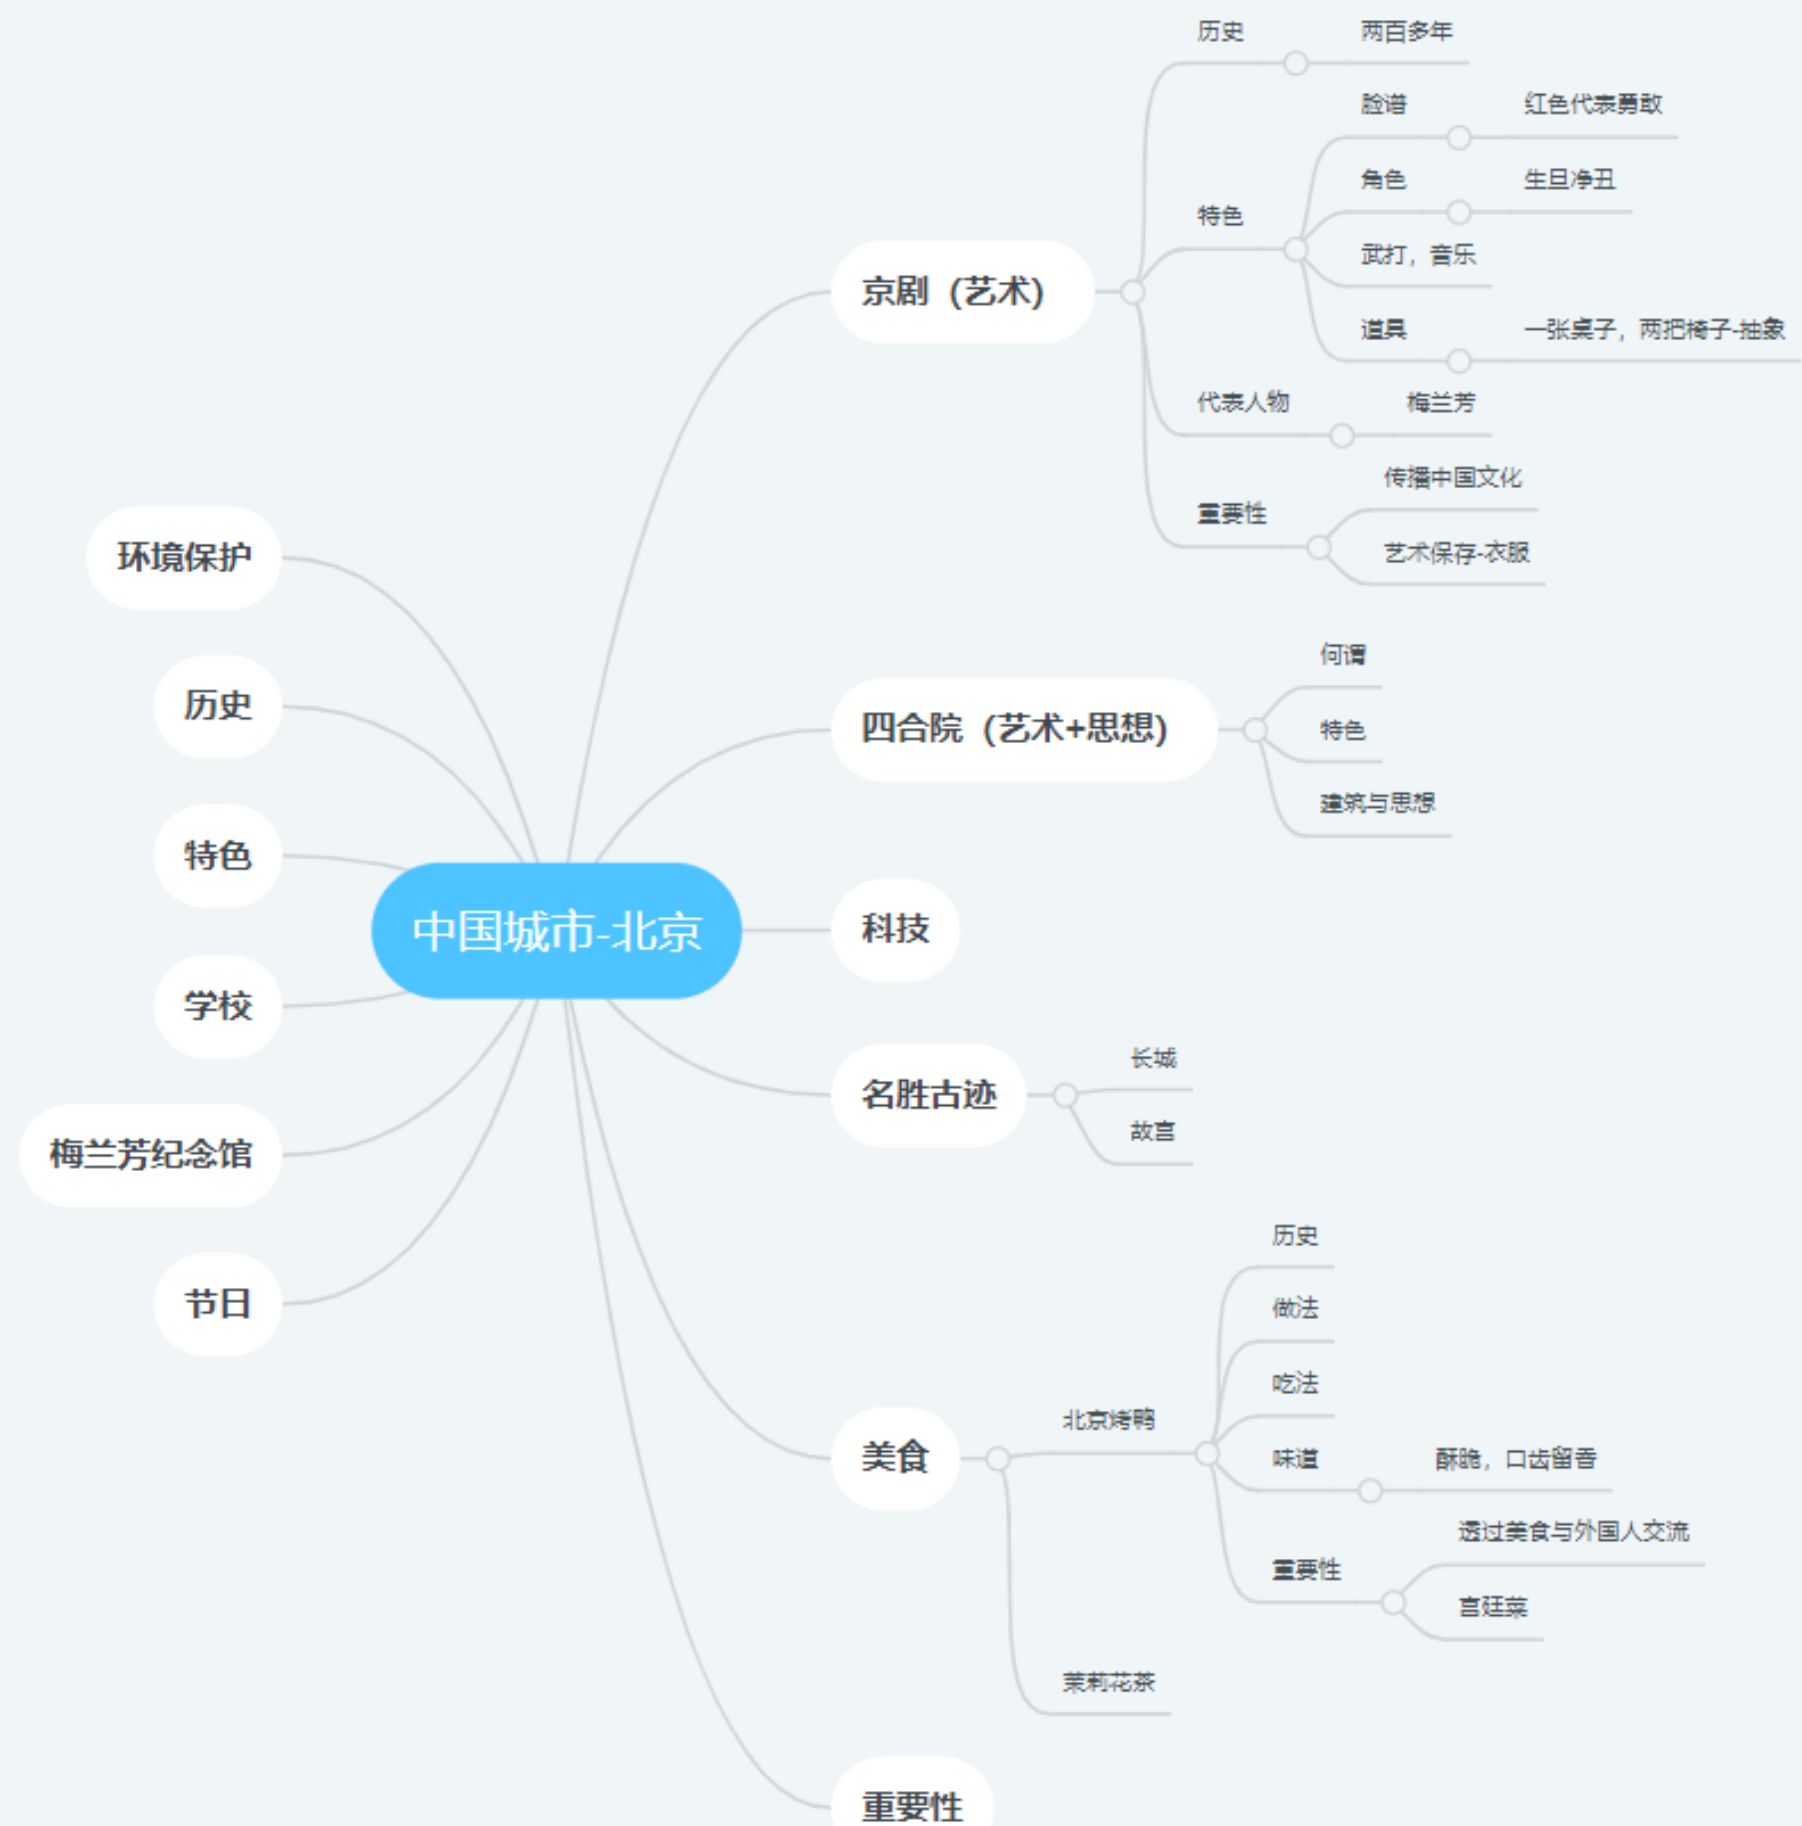 中国城市-北京
京剧（艺术）
历史
两百多年
特色
脸谱
红色代表勇敢
角色
生旦净丑
武打，音乐
道具
一张桌子，两把椅子-抽象
代表人物
梅兰芳
重要性
传播中国文化
艺术保存-衣服
四合院（艺术+思想）
何谓
特色
建筑与思想
科技
名胜古迹
长城
故宫
美食
北京烤鸭
历史
做法
吃法
味道
酥脆，口齿留香
重要性
透过美食与外国人交流
宫廷菜
茉莉花茶
重要性
环境保护
历史
特色
学校
梅兰芳纪念馆
节日